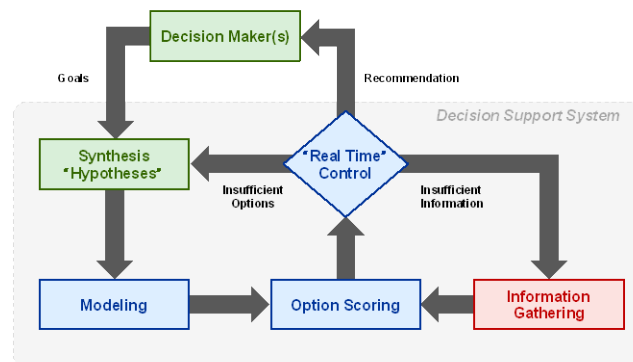 Decision Maker(s)
Goals
Recommendation
Decision Support System
Synthesis
"Hypotheses"
"Real Time"
Control
Insufficient
Options
Insufficient
Information
Modeling
Option Scoring
Information
Gathering